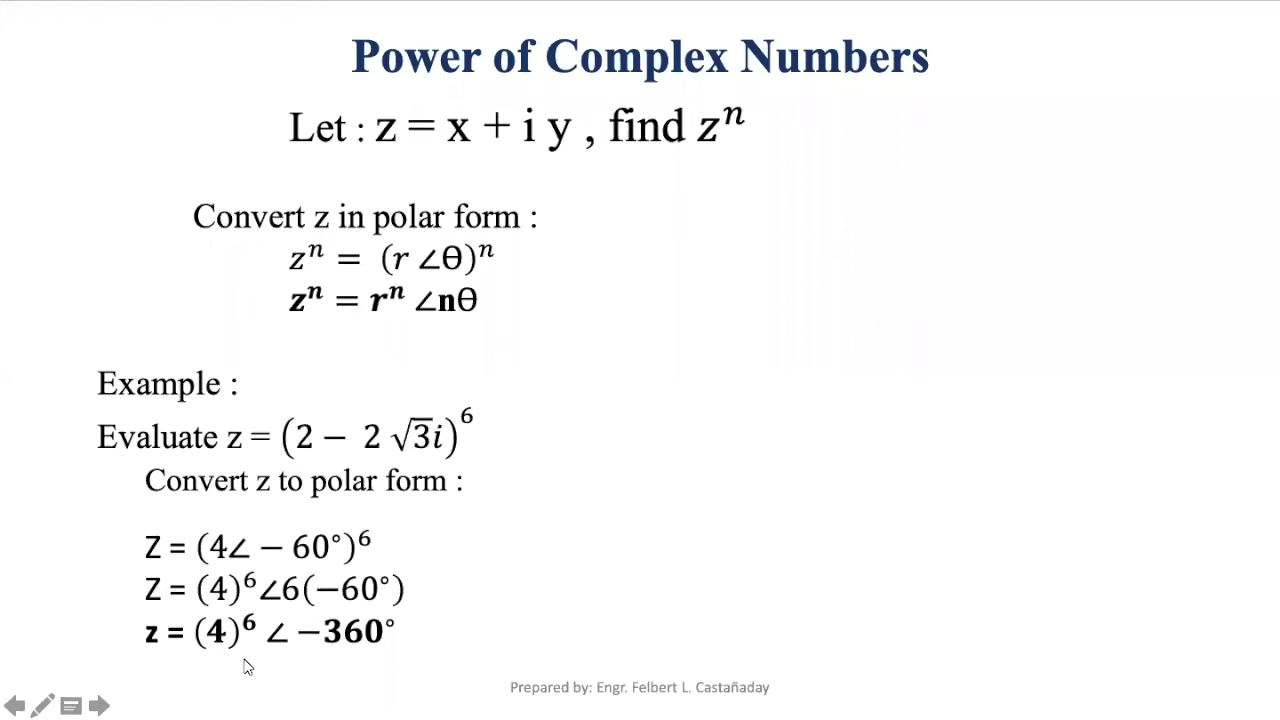 Power of Complex Numbers
Let : z = x + i y , find 𝑧ⁿ
Convert z in polar form :
𝑧ⁿ = (𝑟 ∠Ө)ⁿ
𝒛ⁿ = 𝒓ⁿ ∠nӨ
Example :
Evaluate z = (2 − 2 √3𝑖)⁶
Convert z to polar form :
Z = (4∠ − 60°)⁶
Z = (4)⁶∠6(−60°)
z = (4)⁶ ∠ −360°
Prepared by: Engr. Felbert L. Castañaday